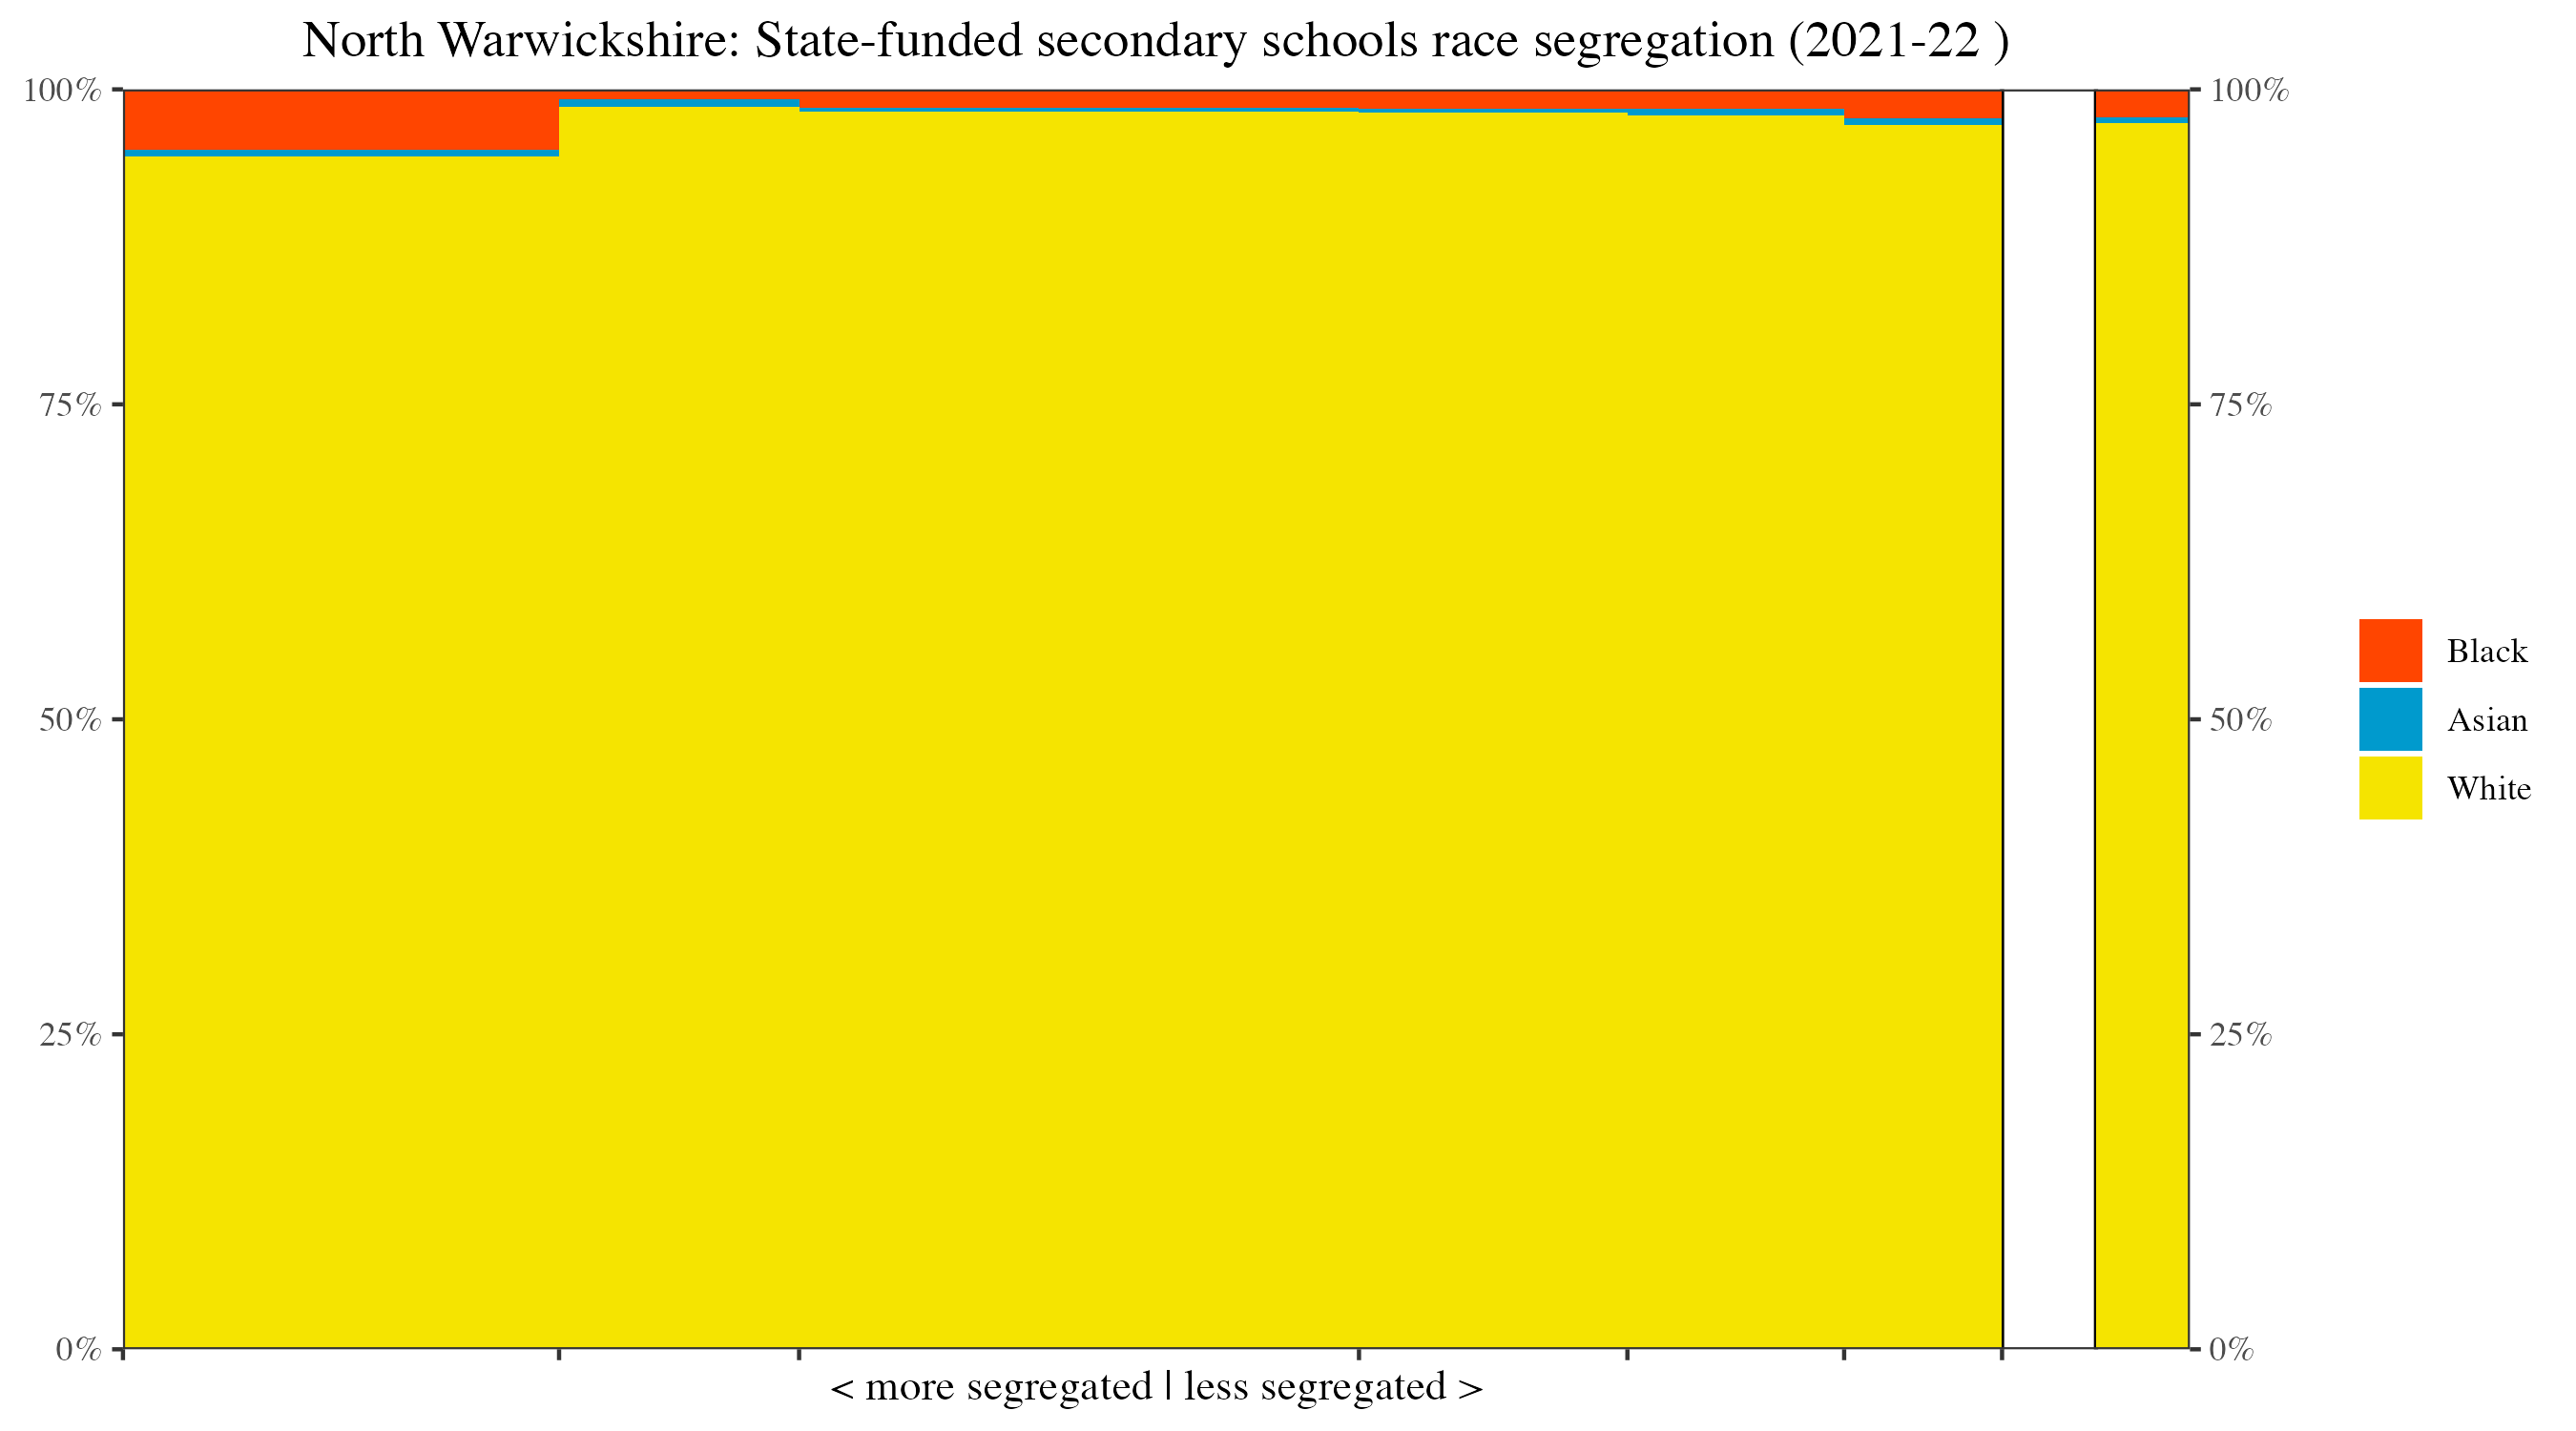 North Warwickshire: State-funded secondary schools race segregation (2021-22 )
100%
75%
50%
25%
0%
100%
75%
50%
25%
0%
Black
Asian
White
< more segregated | less segregated >